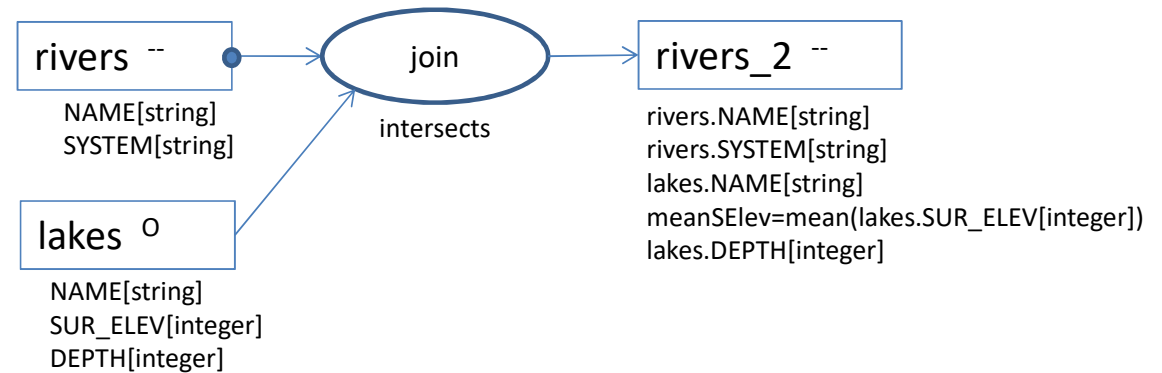 rivers --
NAME[string]
SYSTEM[string]
join
intersects
rivers_2 --
rivers.NAME[string]
rivers.SYSTEM[string]
lakes.NAME[string]
meanSElev=mean(lakes.SUR_ELEV[integer])
lakes.DEPTH[integer]
lakes O
NAME[string]
SUR_ELEV[integer]
DEPTH[integer]